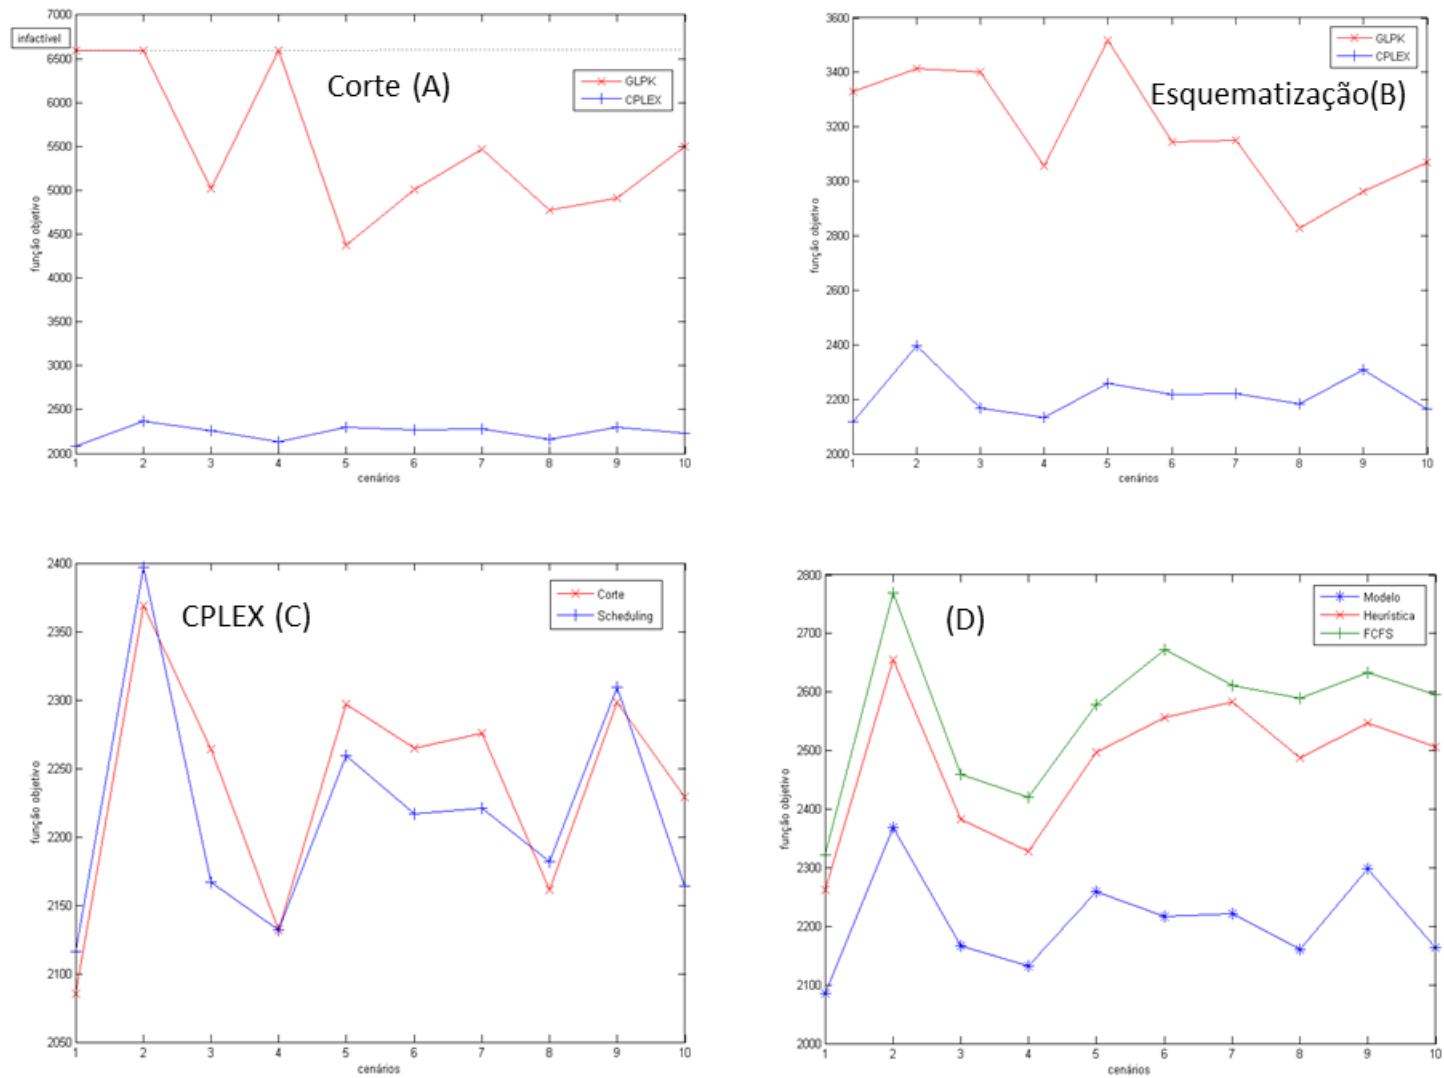 7000
infactível
6500
6000
5500
5000
4500
4000
3500
3000
2500
2000
função objetivo
Corte (A)
GLPK
CPLEX
1 2 3 4 5 6 7 8 9 10
cenários
3600
3400
3200
3000
2800
2600
2400
2200
2000
função objetivo
GLPK
CPLEX
Esquematização(B)
1 2 3 4 5 6 7 8 9 10
cenários
2400
2350
2300
2250
2200
2150
2100
2050
função objetivo
CPLEX (C)
Corte
Scheduling
1 2 3 4 5 6 7 8 9 10
cenários
2800
2700
2600
2500
2400
2300
2200
2100
2000
função objetivo
(D)
Modelo
Heurística
FCFS
1 2 3 4 5 6 7 8 9 10
cenários